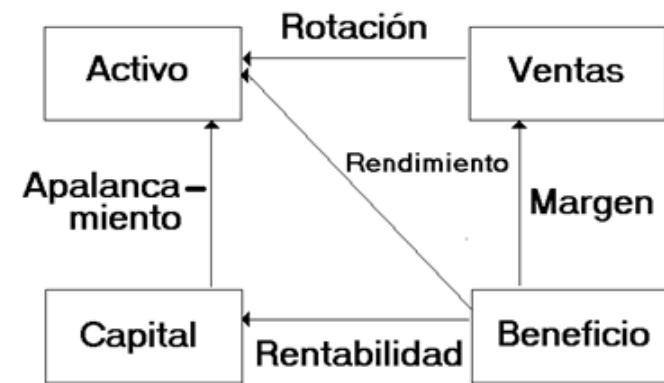 Rotación
Activo
Ventas
Rendimiento
Apalanca-
miento
Margen
Capital
Beneficio
Rentabilidad